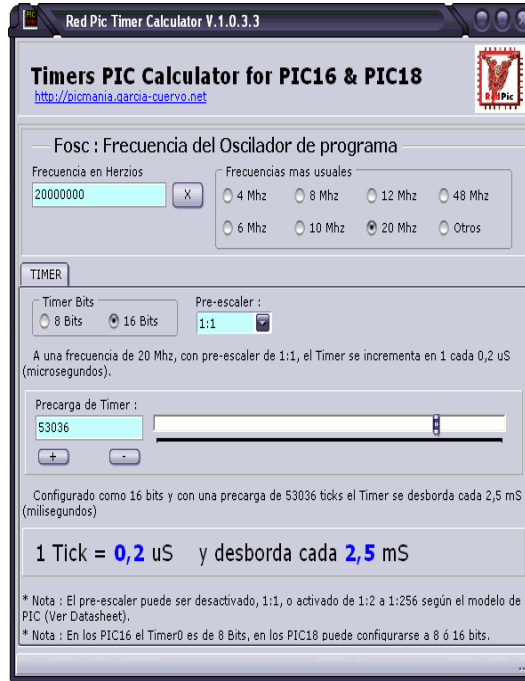 Red Pic Timer Calculator V.1.0.3.3
Timers PIC Calculator for PIC16 & PIC18
http://picmania.garcia-cuervo.net
Red Pic
Fosc : Frecuencia del Oscilador de programa
Frecuencia en Herzios
20000000
X
Frecuencias mas usuales
4 Mhz
8 Mhz
12 Mhz
48 Mhz
6 Mhz
10 Mhz
20 Mhz
Otros
TIMER
Timer Bits
8 Bits
16 Bits
Pre-escaler :
1:1
A una frecuencia de 20 Mhz, con pre-escaler de 1:1, el Timer se incrementa en 1 cada 0,2 uS
(microsegundos).
Precarga de Timer :
53036
+
-
Configurado como 16 bits y con una precarga de 53036 ticks el Timer se desborda cada 2,5 mS
(milisegundos)
1 Tick = 0,2 uS y desborda cada 2,5 mS
* Nota : El pre-escaler puede ser desactivado, 1:1, o activado de 1:2 a 1:256 según el modelo de
PIC (Ver Datasheet).
* Nota : En los PIC16 el Timer0 es de 8 Bits, en los PIC18 puede configurarse a 8 ó 16 bits.